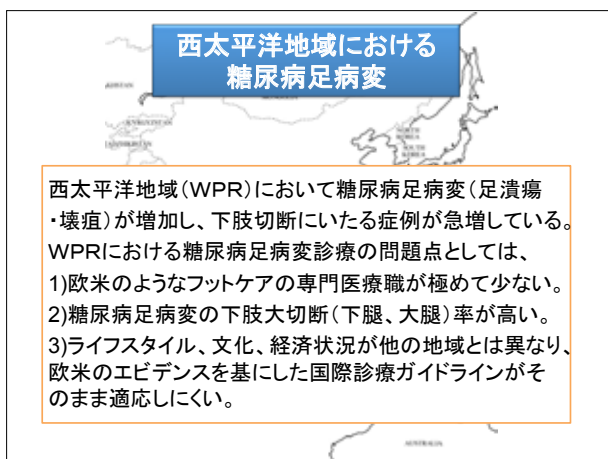 西太平洋地域における
糖尿病足病変
KYRGYZSTAN
NORTH
KOREA
SOUTH
KOREA
西太平洋地域(WPR)において糖尿病足病変(足潰瘍
・壊疽)が増加し、下肢切断にいたる症例が急増している。
WPRにおける糖尿病足病変診療の問題点としては、
1)欧米のようなフットケアの専門医療職が極めて少ない。
2)糖尿病足病変の下肢大切断(下腿、大腿)率が高い。
3)ライフスタイル、文化、経済状況が他の地域とは異なり、
欧米のエビデンスを基にした国際診療ガイドラインがそ
のまま適応しにくい。
AUSTRALIA